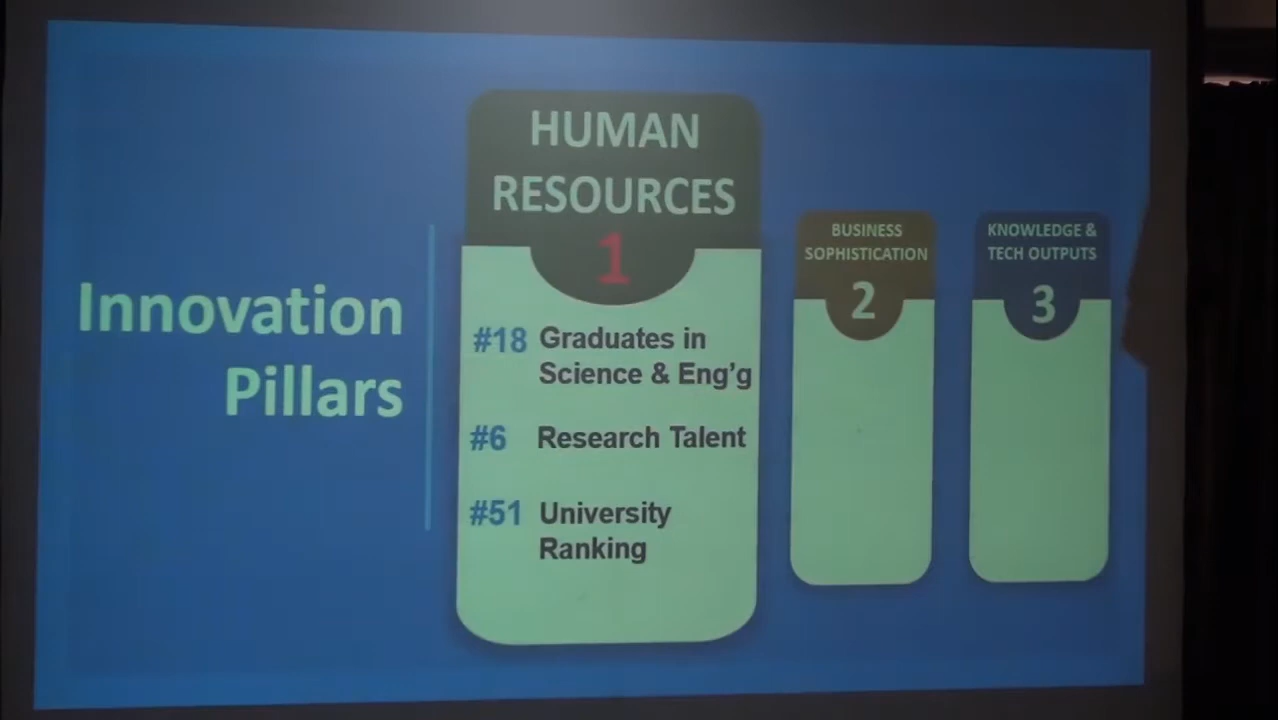 Innovation
Pillars
HUMAN
RESOURCES
1
#18 Graduates in
Science & Eng’g
#6 Research Talent
#51 University
Ranking
BUSINESS
SOPHISTICATION
2
KNOWLEDGE &
TECH OUTPUTS
3